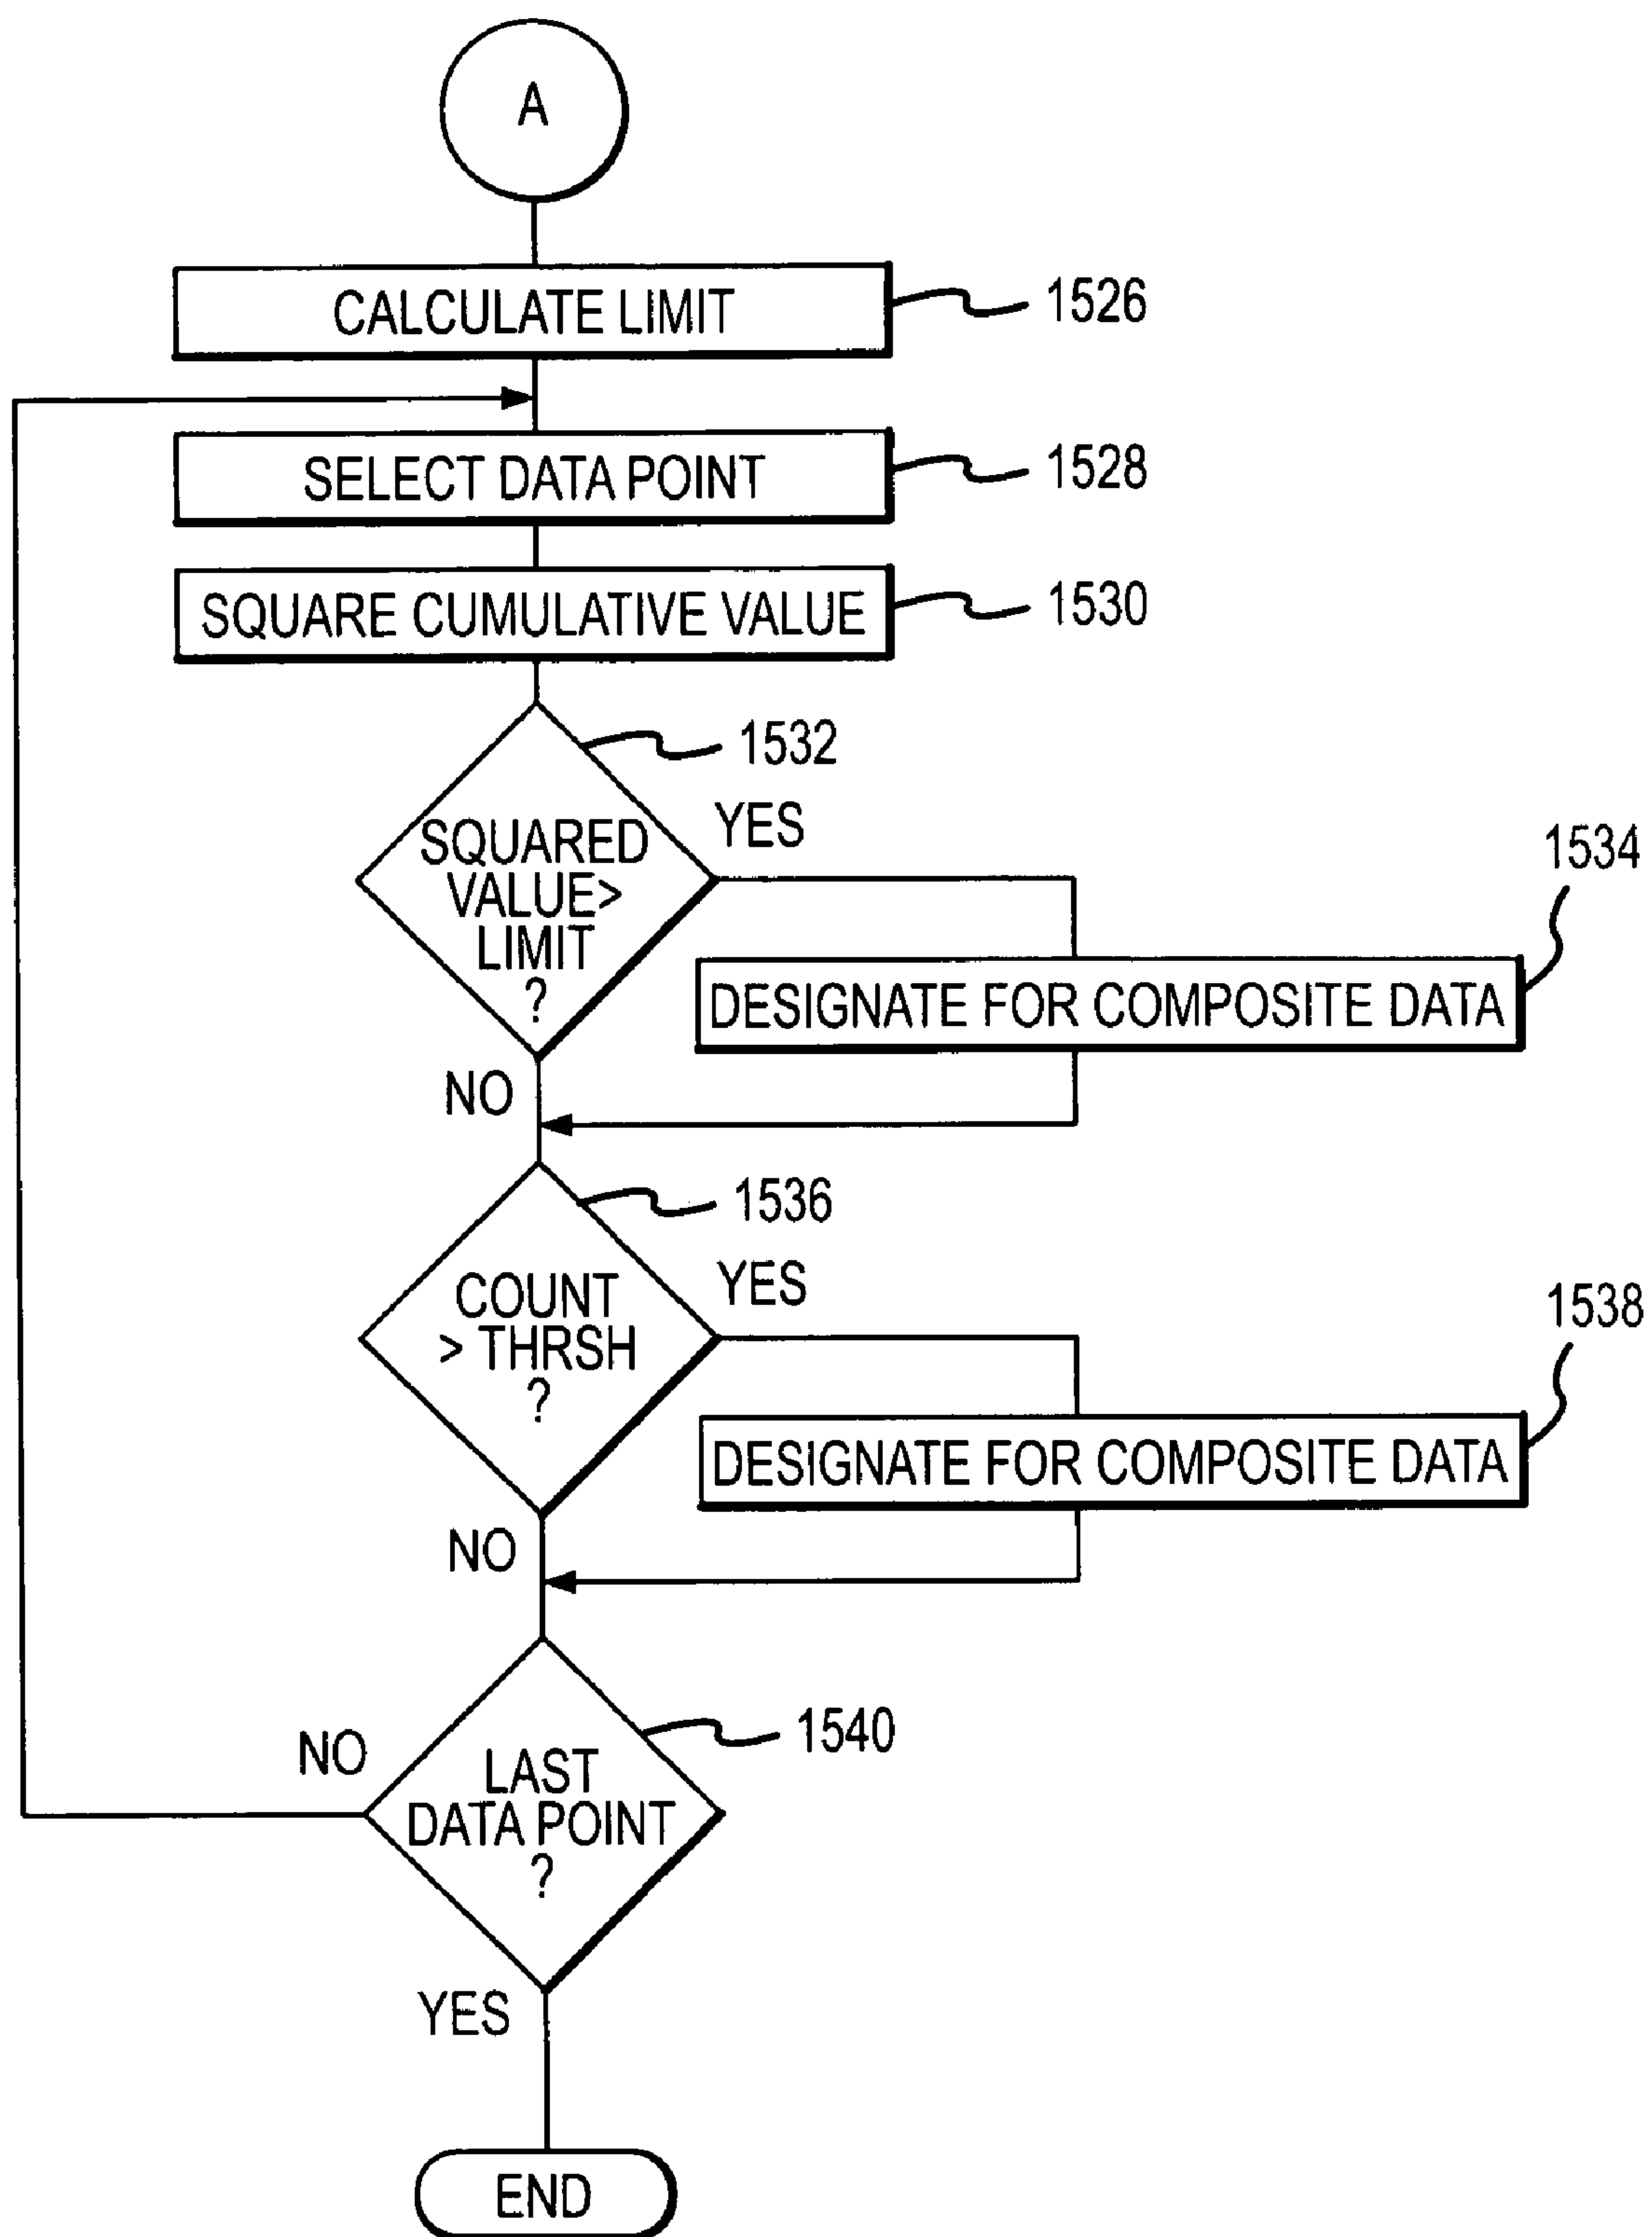 A
CALCULATE LIMIT
1526
SELECT DATA POINT
1528
SQUARE CUMULATIVE VALUE
1530
1532
SQUARED
VALUE>
LIMIT
?
YES
1534
DESIGNATE FOR COMPOSITE DATA
NO
1536
COUNT
> THRSH
?
YES
1538
DESIGNATE FOR COMPOSITE DATA
NO
1540
LAST
DATA POINT
?
NO
YES
END